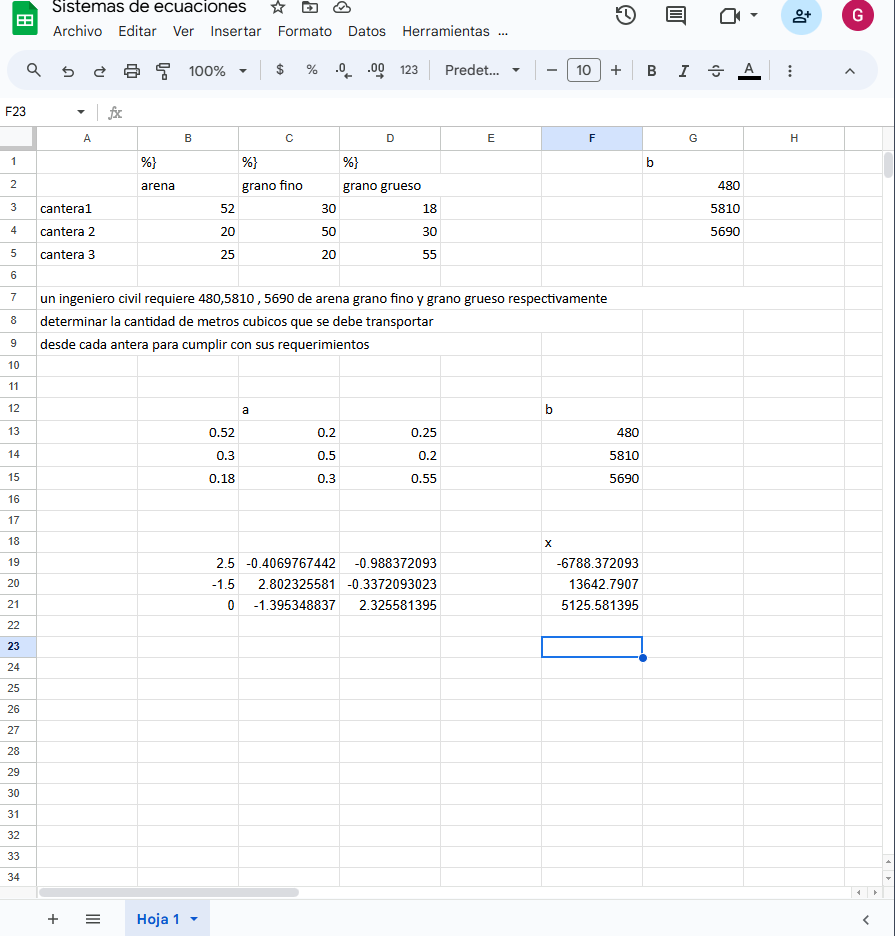 Sistemas de ecuaciones
G
Archivo Editar Ver Insertar Formato Datos Herramientas ...
100% $ % .0 .00 123 Predet... − 10 + B I S A
F23 fx
A B C D E F G H
1 %} %} %} b
2 arena grano fino grano grueso 480
3 cantera1 52 30 18 5810
4 cantera 2 20 50 30 5690
5 cantera 3 25 20 55
6
7 un ingeniero civil requiere 480,5810 , 5690 de arena grano fino y grano grueso respectivamente
8 determinar la cantidad de metros cubicos que se debe transportar
9 desde cada antera para cumplir con sus requerimientos
10
11
12 a b
13 0.52 0.2 0.25 480
14 0.3 0.5 0.2 5810
15 0.18 0.3 0.55 5690
16
17
18 x
19 2.5 -0.4069767442 -0.988372093 -6788.372093
20 -1.5 2.802325581 -0.3372093023 13642.7907
21 0 -1.395348837 2.325581395 5125.581395
22
23
24
25
26
27
28
29
30
31
32
33
34
Hoja 1